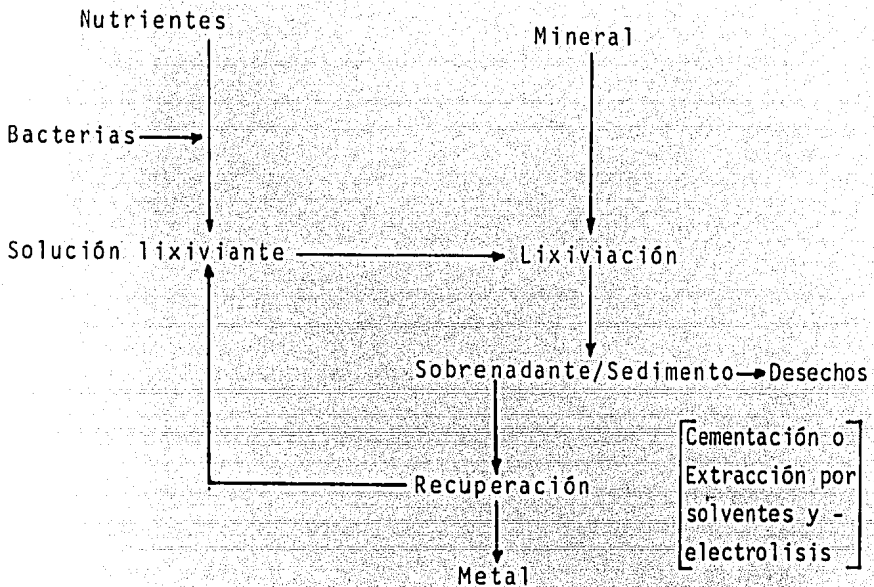 Nutrientes
Mineral
Bacterias
Solución lixiviante
Lixiviación
Sobrenadante/Sedimento
Desechos
Recuperación
Cementación o
Extracción por
solventes y -
electrolisis
Metal